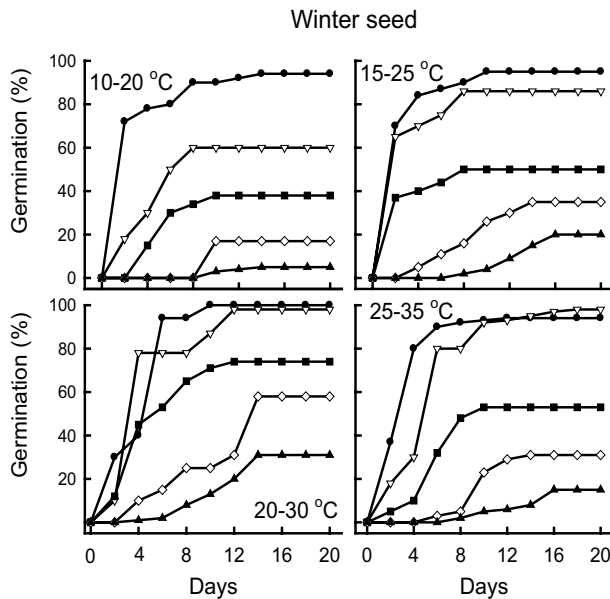 Winter seed
Germination (%)
100
80
60
40
20
0
10-20 °C
15-25 °C
Germination (%)
100
80
60
40
20
20-30 °C
25-35 °C
0 4 8 12 16 20
0 4 8 12 16 20
Days
Days